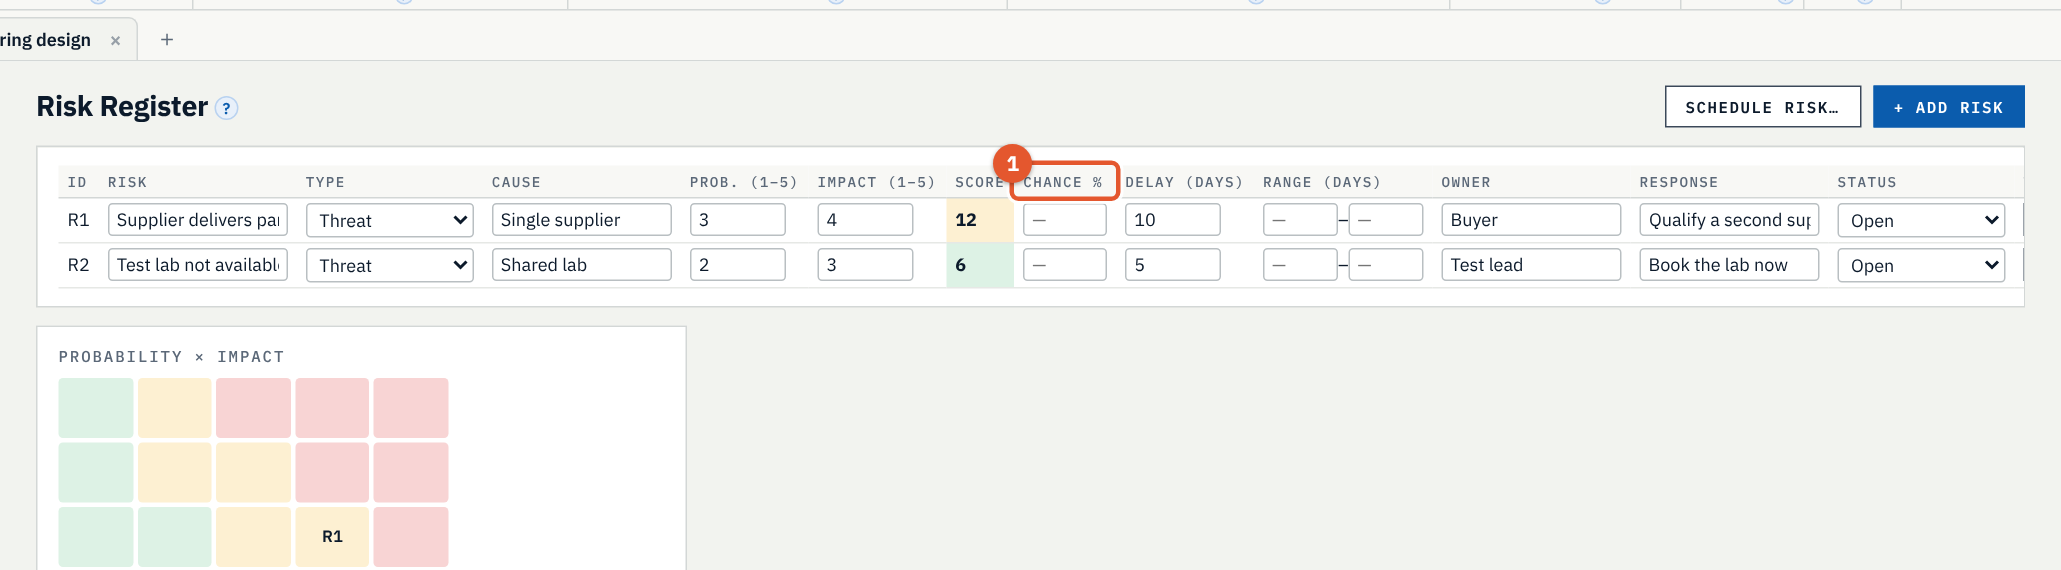 ring design × +
Risk Register ?
SCHEDULE RISK…
+ ADD RISK
1
ID RISK TYPE CAUSE PROB. (1–5) IMPACT (1–5) SCORE CHANCE % DELAY (DAYS) RANGE (DAYS) OWNER RESPONSE STATUS
R1 Supplier delivers par Threat Single supplier 3 4 12 — 10 — – — Buyer Qualify a second sup Open
R2 Test lab not availabl Threat Shared lab 2 3 6 — 5 — – — Test lead Book the lab now Open
PROBABILITY × IMPACT
R1